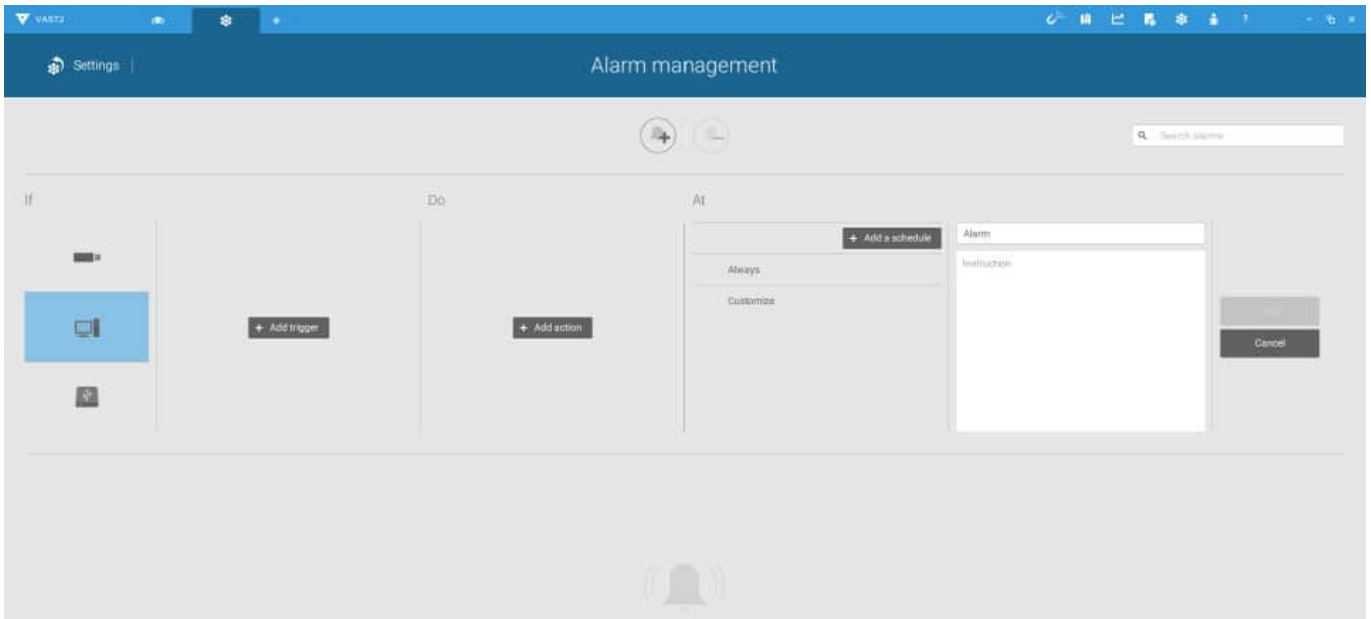 VAST2
+
?
Settings
Alarm management
Search alarms
If
Do
At
+ Add a schedule
Alarm
Always
Instruction
Customize
+ Add trigger
+ Add action
Cancel